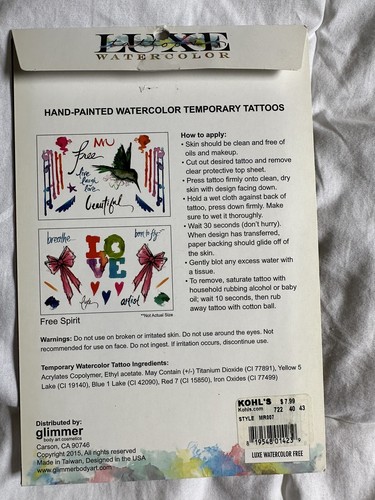 LUXE
WATERCOLOR
HAND-PAINTED WATERCOLOR TEMPORARY TATTOOS
MU
free
beautiful
breathe
born to fly
LO
VE
artist
**Not Actual Size
Free Spirit
How to apply:
• Skin should be clean and free of
oils and makeup.
• Cut out desired tattoo and remove
clear protective top sheet.
• Press tattoo firmly onto clean, dry
skin with design facing down.
• Hold a wet cloth against back of
tattoo, press down firmly. Make
sure to wet it thoroughly.
• Wait 30 seconds (don't hurry).
When design has transferred,
paper backing should glide off of
the skin.
• Gently blot any excess water with
a tissue.
• To remove, saturate tattoo with
household rubbing alcohol or baby
oil; wait 10 seconds, then rub
away tattoo with cotton ball.
Warnings: Do not use on broken or irritated skin. Do not use around the eyes. Not
recommended for use on face. Do not ingest. If irritation occurs, discontinue use.
Temporary Watercolor Tattoo Ingredients:
Acrylates Copolymer, Ethyl acetate. May Contain (+/-) Titanium Dioxide (CI 77891), Yellow 5
Lake (CI 19140), Blue 1 Lake (CI 42090), Red 7 (CI 15850), Iron Oxides (CI 77499)
Distributed by:
glimmer
body art cosmetics
Carson, CA 90746
Copyright 2015, All rights reserved
Made in Taiwan, Designed in the USA
www.glimmerbodyart.com
KOHL'S $7.99
Kohls.com 722 40 43
STYLE MR007
8 19548 01423 9
LUXE WATERCOLOR FREE